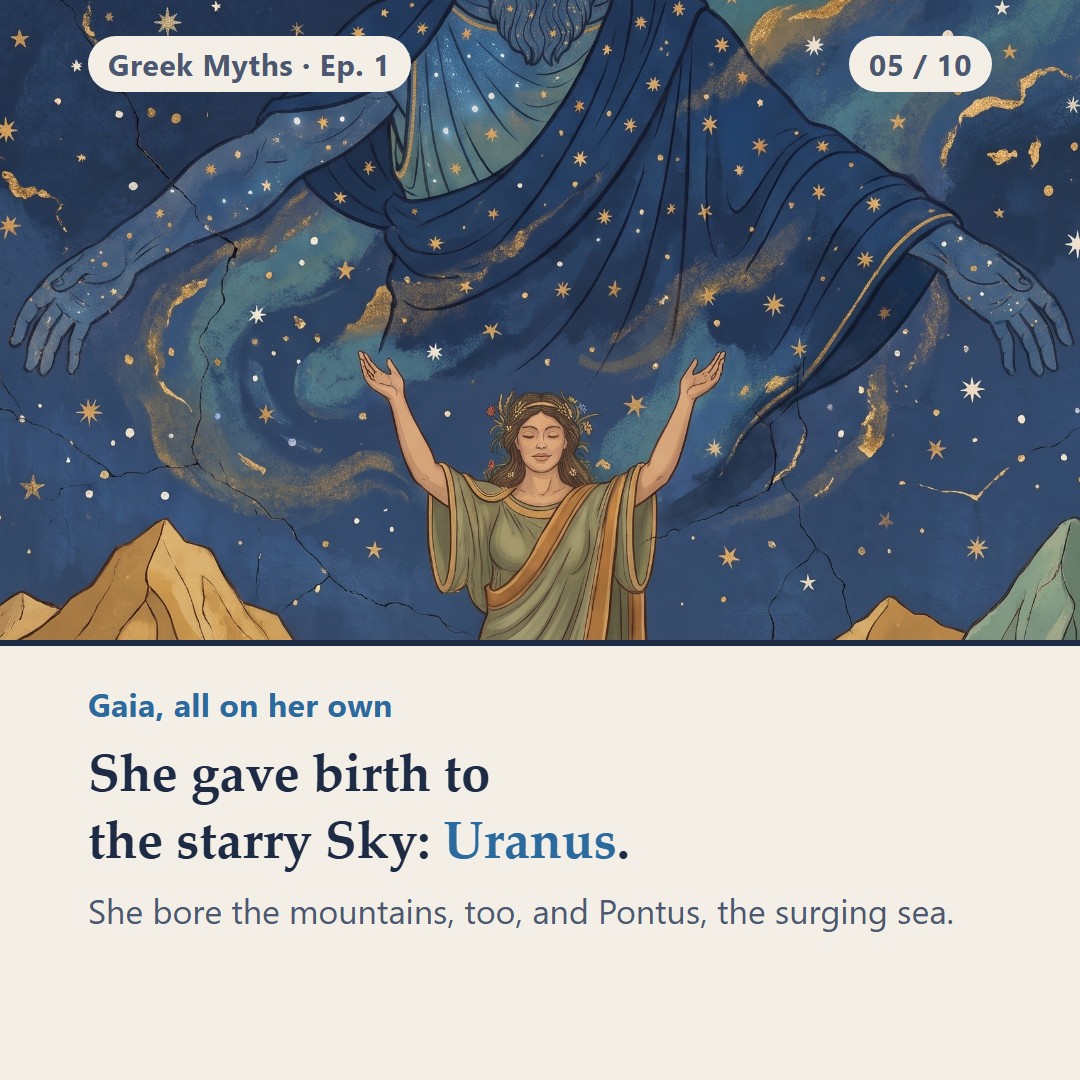 Greek Myths · Ep. 1
05 / 10
Gaia, all on her own
She gave birth to
the starry Sky: Uranus.
She bore the mountains, too, and Pontus, the surging sea.